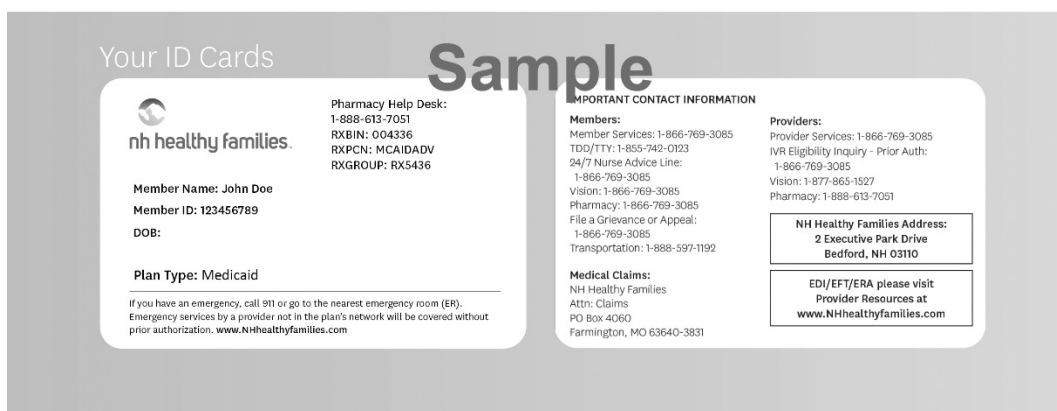 Your ID Cards
Sample
nh healthy families.
Pharmacy Help Desk:
1-888-613-7051
RXBIN: 004336
RXPCN: MCAIDADV
RXGROUP: RX5436
Member Name: John Doe
Member ID: 123456789
DOB:
Plan Type: Medicaid
If you have an emergency, call 911 or go to the nearest emergency room (ER).
Emergency services by a provider not in the plan's network will be covered without
prior authorization. www.NHhealthyfamilies.com
IMPORTANT CONTACT INFORMATION
Members:
Member Services: 1-866-769-3085
TDD/TTY: 1-855-742-0123
24/7 Nurse Advice Line:
1-866-769-3085
Vision: 1-866-769-3085
Pharmacy: 1-866-769-3085
File a Grievance or Appeal:
1-866-769-3085
Transportation: 1-888-597-1192
Medical Claims:
NH Healthy Families
Attn: Claims
PO Box 4060
Farmington, MO 63640-3831
Providers:
Provider Services: 1-866-769-3085
IVR Eligibility Inquiry - Prior Auth:
1-866-769-3085
Vision: 1-877-865-1527
Pharmacy: 1-888-613-7051
NH Healthy Families Address:
2 Executive Park Drive
Bedford, NH 03110
EDI/EFT/ERA please visit
Provider Resources at
www.NHhealthyfamilies.com